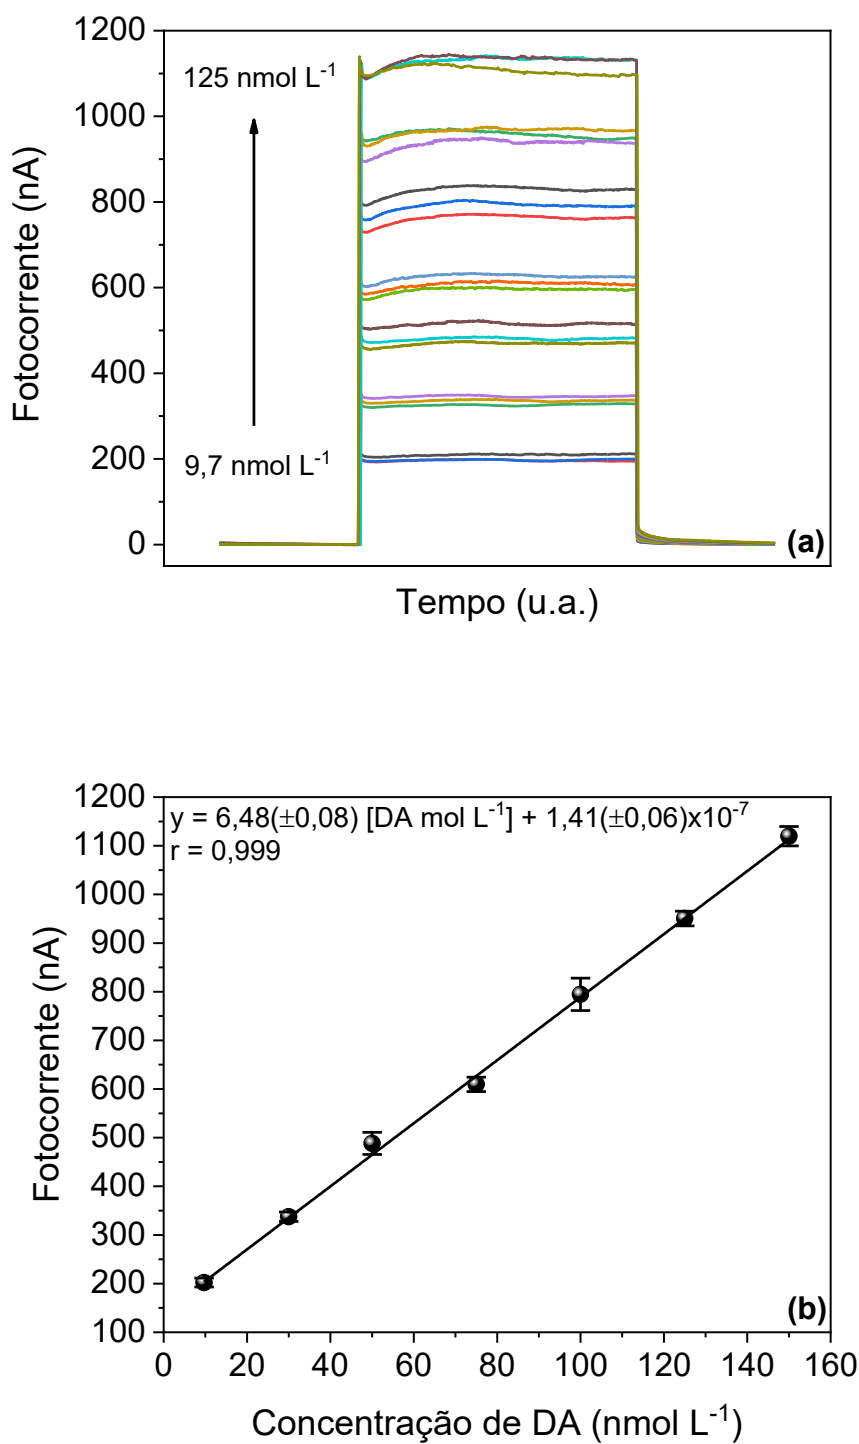 Fotocorrente (nA)
1200
1000
800
600
400
200
0
125 nmol L⁻¹
9,7 nmol L⁻¹
(a)
Tempo (u.a.)
Fotocorrente (nA)
1200
1100
1000
900
800
700
600
500
400
300
200
100
y = 6,48(±0,08) [DA mol L⁻¹] + 1,41(±0,06)x10⁻⁷
r = 0,999
(b)
0 20 40 60 80 100 120 140 160
Concentração de DA (nmol L⁻¹)